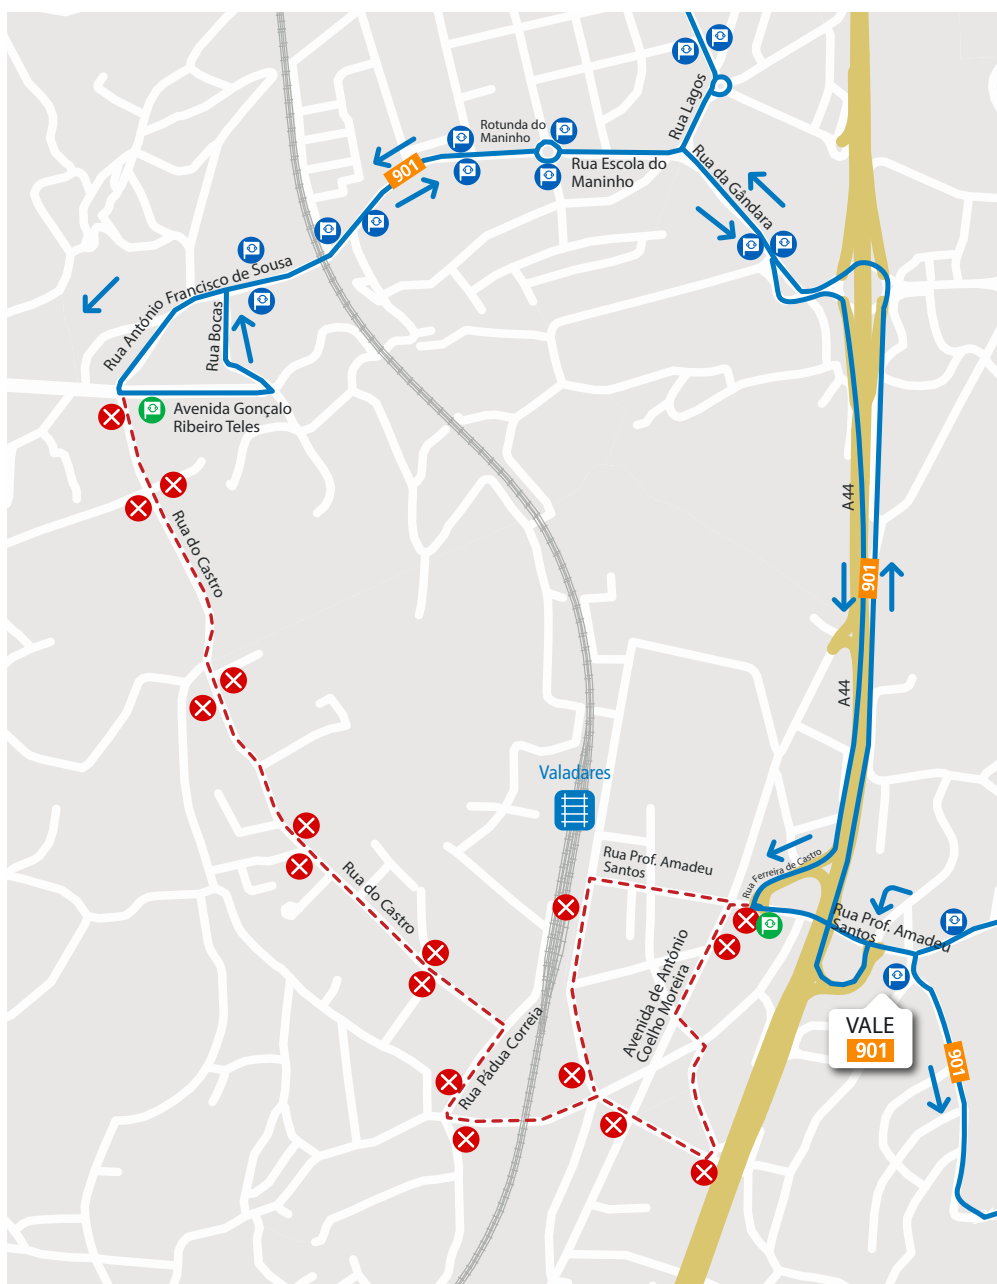 Rua Lagos
Rotunda do
Maninho
Rua Escola do
Maninho
901
Rua da Gândara
Rua António Francisco de Sousa
Rua Bocas
Avenida Gonçalo
Ribeiro Teles
Rua do Castro
A44
901
A44
Valadares
Rua Prof. Amadeu
Santos
Rua Ferreira de Castro
Rua do Castro
Rua Prof. Amadeu
Santos
Avenida de António
Coelho Moreira
Rua Pádua Correia
VALE
901
901